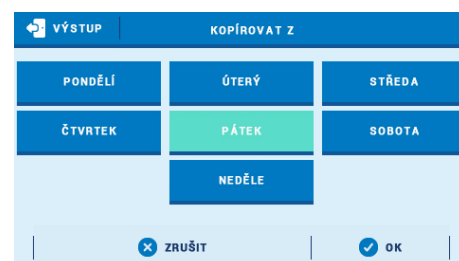 VÝSTUP KOPÍROVAT Z
PONDĚLÍ ÚTERÝ STŘEDA
ČTVRTEK PÁTEK SOBOTA
NEDĚLE
ZRUŠIT OK